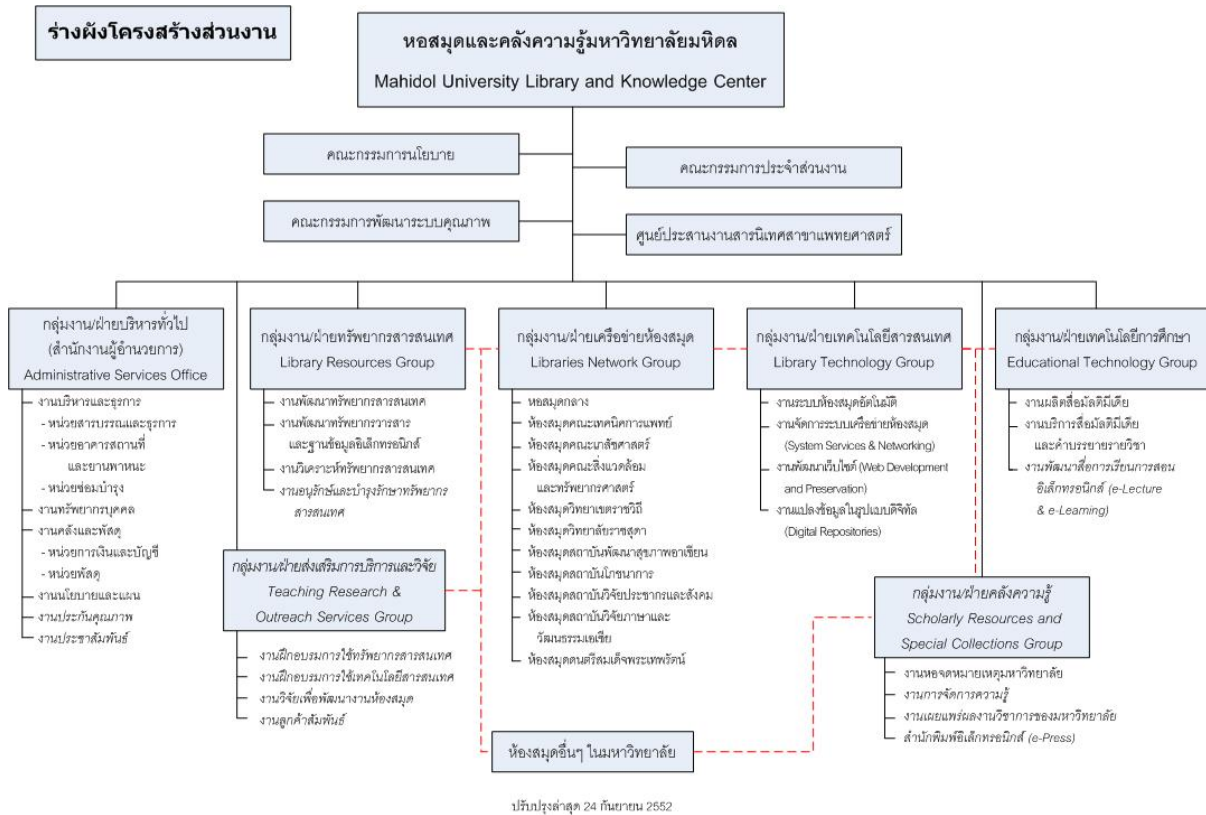 ร่างผังโครงสร้างส่วนงาน
หอสมุดและคลังความรู้มหาวิทยาลัยมหิดล
Mahidol University Library and Knowledge Center
คณะกรรมการนโยบาย
คณะกรรมการประจำส่วนงาน
คณะกรรมการพัฒนาระบบคุณภาพ
ศูนย์ประสานงานสารนิเทศสาขาแพทยศาสตร์
กลุ่มงาน/ฝ่ายบริหารทั่วไป
(สำนักงานผู้อำนวยการ)
Administrative Services Office
งานบริหารและธุรการ
- หน่วยสารบรรณและธุรการ
- หน่วยอาคารสถานที่
และยานพาหนะ
- หน่วยซ่อมบำรุง
งานทรัพยากรบุคคล
งานคลังและพัสดุ
- หน่วยการเงินและบัญชี
- หน่วยพัสดุ
งานนโยบายและแผน
งานประกันคุณภาพ
งานประชาสัมพันธ์
กลุ่มงาน/ฝ่ายทรัพยากรสารสนเทศ
Library Resources Group
งานพัฒนาทรัพยากรสารสนเทศ
งานพัฒนาทรัพยากรวารสาร
และฐานข้อมูลอิเล็กทรอนิกส์
งานวิเคราะห์ทรัพยากรสารสนเทศ
งานอนุรักษ์และบำรุงรักษาทรัพยากร
สารสนเทศ
กลุ่มงาน/ฝ่ายส่งเสริมการบริการและวิจัย
Teaching Research &
Outreach Services Group
งานฝึกอบรมการใช้ทรัพยากรสารสนเทศ
งานฝึกอบรมการใช้เทคโนโลยีสารสนเทศ
งานวิจัยเพื่อพัฒนางานห้องสมุด
งานลูกค้าสัมพันธ์
กลุ่มงาน/ฝ่ายเครือข่ายห้องสมุด
Libraries Network Group
หอสมุดกลาง
ห้องสมุดคณะเทคนิคการแพทย์
ห้องสมุดคณะเภสัชศาสตร์
ห้องสมุดคณะสิ่งแวดล้อม
และทรัพยากรศาสตร์
ห้องสมุดวิทยาเขตราชวิถี
ห้องสมุดวิทยาลัยราชสุดา
ห้องสมุดสถาบันพัฒนาสุขภาพอาเซียน
ห้องสมุดสถาบันโภชนาการ
ห้องสมุดสถาบันวิจัยประชากรและสังคม
ห้องสมุดสถาบันวิจัยภาษาและ
วัฒนธรรมเอเชีย
ห้องสมุดดนตรีสมเด็จพระเทพรัตน์
กลุ่มงาน/ฝ่ายเทคโนโลยีสารสนเทศ
Library Technology Group
งานระบบห้องสมุดอัตโนมัติ
งานจัดการระบบเครือข่ายห้องสมุด
(System Services & Networking)
งานพัฒนาเว็บไซต์ (Web Development
and Preservation)
งานแปลงข้อมูลในรูปแบบดิจิทัล
(Digital Repositories)
กลุ่มงาน/ฝ่ายเทคโนโลยีการศึกษา
Educational Technology Group
งานผลิตสื่อมัลติมีเดีย
งานบริการสื่อมัลติมีเดีย
และคำบรรยายรายวิชา
งานพัฒนาสื่อการเรียนการสอน
อิเล็กทรอนิกส์ (e-Lecture
& e-Learning)
กลุ่มงาน/ฝ่ายคลังความรู้
Scholarly Resources and
Special Collections Group
งานหอจดหมายเหตุมหาวิทยาลัย
งานการจัดการความรู้
งานเผยแพร่ผลงานวิชาการของมหาวิทยาลัย
สำนักพิมพ์อิเล็กทรอนิกส์ (e-Press)
ห้องสมุดอื่นๆ ในมหาวิทยาลัย
ปรับปรุงล่าสุด 24 กันยายน 2552